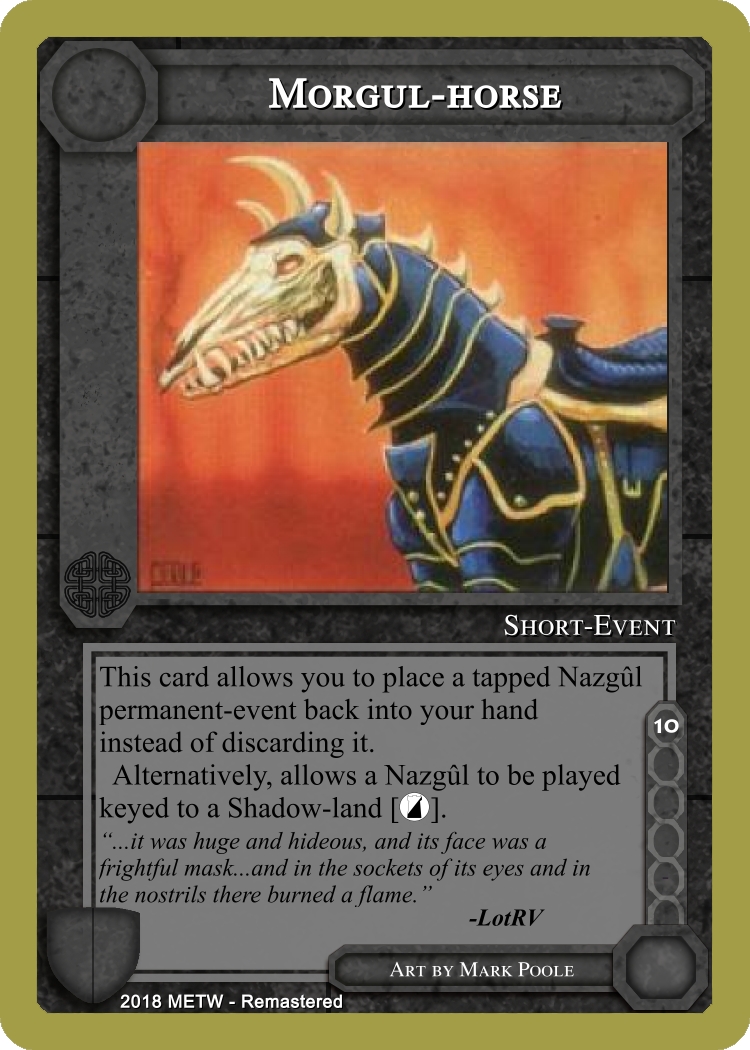 Morgul-horse
Short-Event
This card allows you to place a tapped Nazgûl
permanent-event back into your hand
instead of discarding it.
Alternatively, allows a Nazgûl to be played
keyed to a Shadow-land [ ].
10
“...it was huge and hideous, and its face was a
frightful mask...and in the sockets of its eyes and in
the nostrils there burned a flame.”
-LotRV
Art by Mark Poole
2018 METW - Remastered